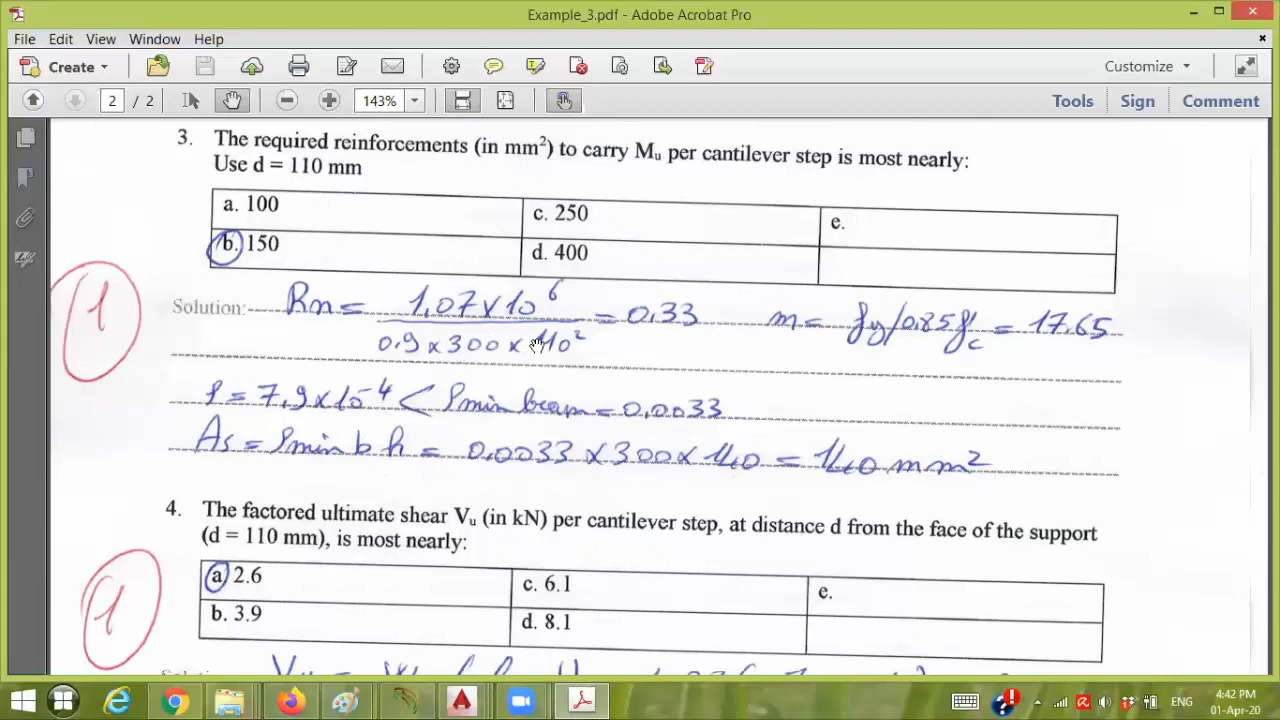 Example_3.pdf - Adobe Acrobat Pro
File Edit View Window Help
Create
Customize
2 / 2
143%
Tools Sign Comment
3. The required reinforcements (in mm²) to carry Mu per cantilever step is most nearly:
Use d = 110 mm
a. 100
c. 250
e.
b. 150
d. 400
1
Solution: Rn = 1.07 x 10^6 / 0.9 x 300 x 110² = 0.33 m = fy/0.85f'c = 17.65
ρ = 7.9 x 10^-4 < ρmin beam = 0.0033
As = ρmin b h = 0.0033 x 300 x 140 = 140 mm²
4. The factored ultimate shear Vu (in kN) per cantilever step, at distance d from the face of the support
(d = 110 mm), is most nearly:
a. 2.6
c. 6.1
e.
b. 3.9
d. 8.1
1
ENG
4:42 PM
01-Apr-20